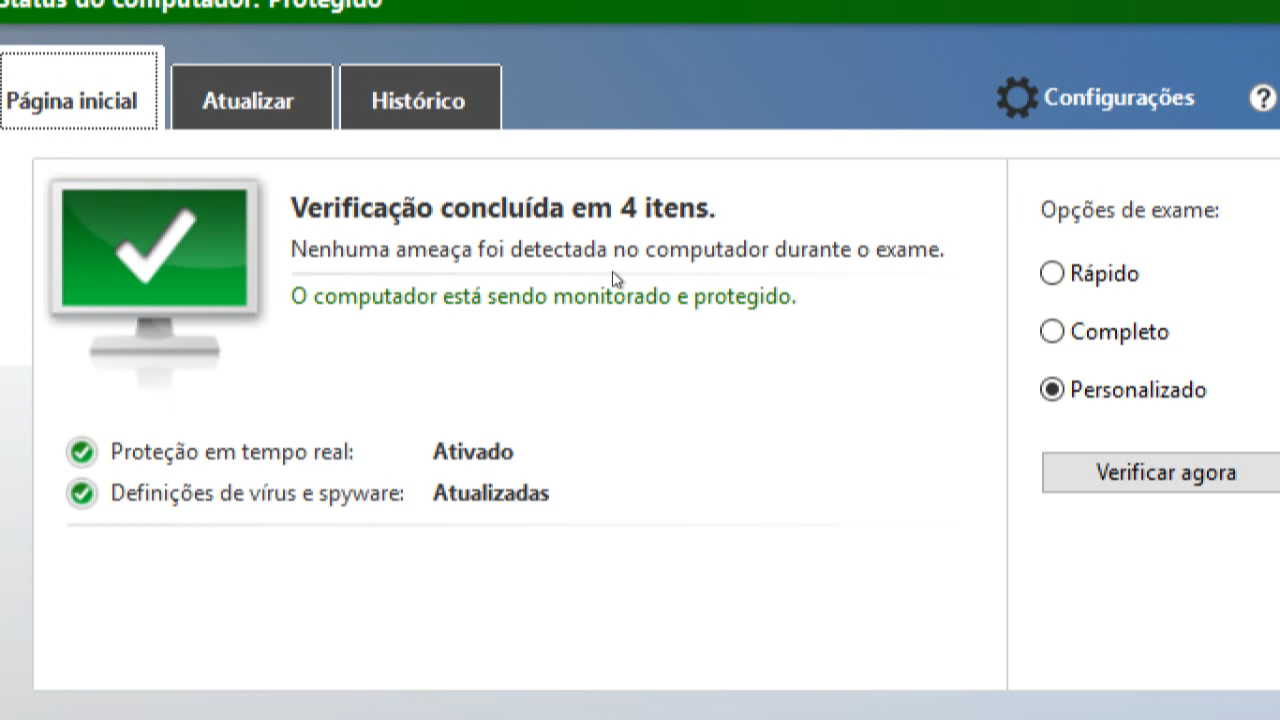 Status do computador: Protegido
Página inicial
Atualizar
Histórico
Configurações
?
Verificação concluída em 4 itens.
Nenhuma ameaça foi detectada no computador durante o exame.
O computador está sendo monitorado e protegido.
Proteção em tempo real: Ativado
Definições de vírus e spyware: Atualizadas
Opções de exame:
Rápido
Completo
Personalizado
Verificar agora